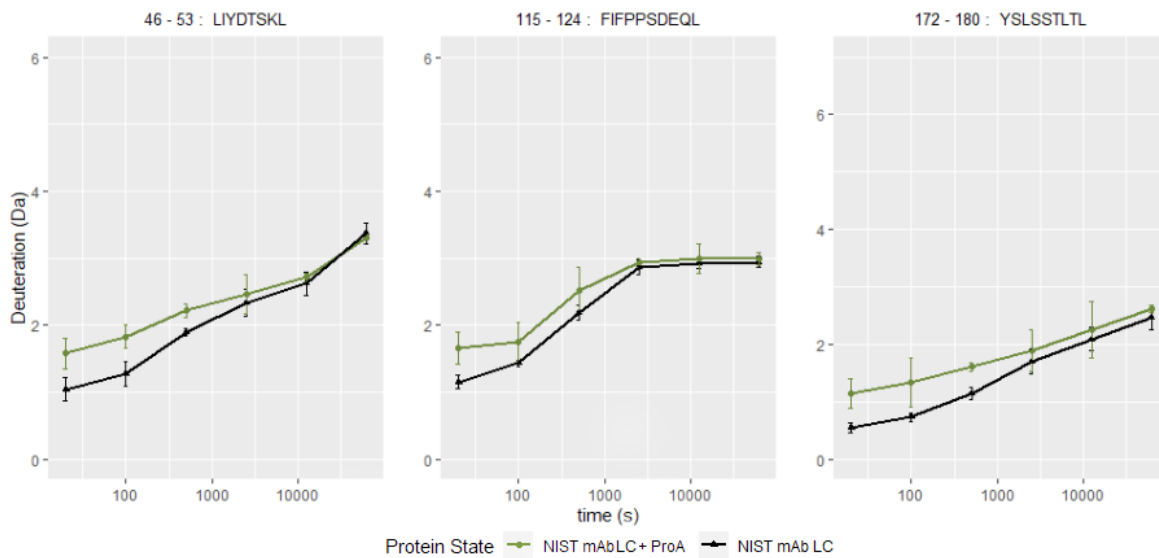 46 - 53 : LIYDTSKL
115 - 124 : FIFPPSDEQL
172 - 180 : YSLSSTLTL
Deuteration (Da)
6
4
2
0
6
4
2
0
6
4
2
0
100 1000 10000
100 1000 10000
100 1000 10000
time (s)
Protein State NIST mAbLC + ProA NIST mAb LC